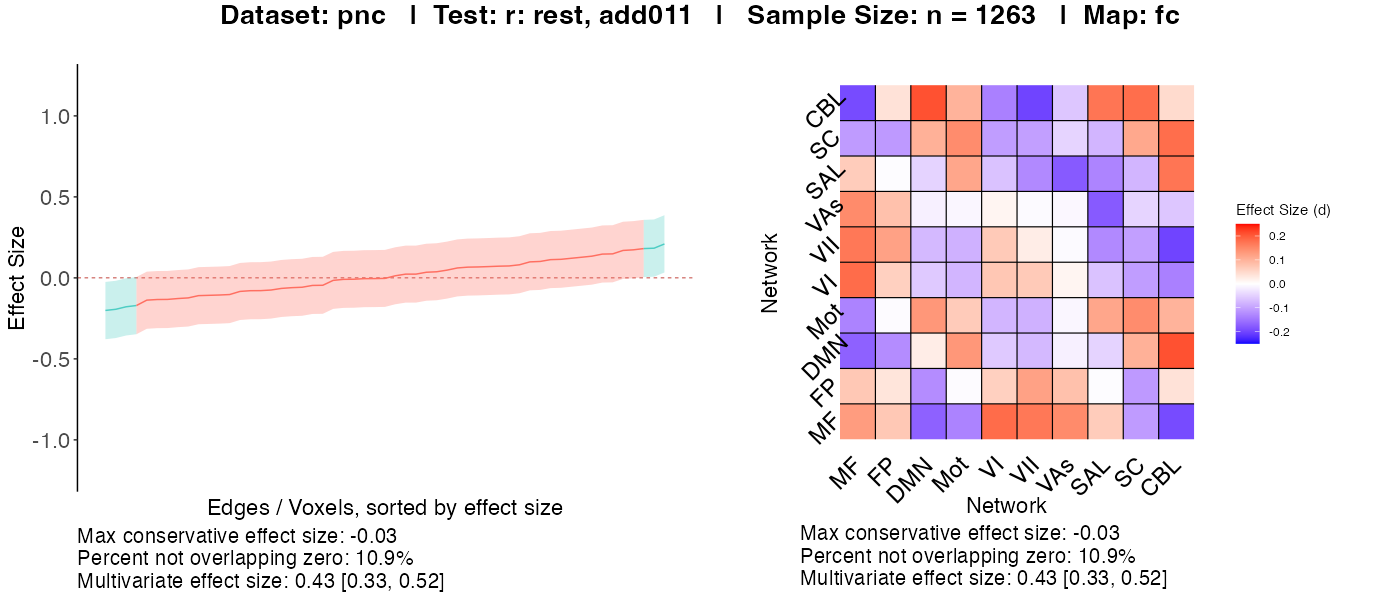 Dataset: pnc | Test: r: rest, add011 | Sample Size: n = 1263 | Map: fc
Effect Size
1.0
0.5
0.0
-0.5
-1.0
Edges / Voxels, sorted by effect size
Max conservative effect size: -0.03
Percent not overlapping zero: 10.9%
Multivariate effect size: 0.43 [0.33, 0.52]
Network
CBL
SC
SAL
VAs
VII
VI
Mot
DMN
FP
MF
MF FP DMN Mot VI VII VAs SAL SC CBL
Network
Max conservative effect size: -0.03
Percent not overlapping zero: 10.9%
Multivariate effect size: 0.43 [0.33, 0.52]
Effect Size (d)
0.2
0.1
0.0
-0.1
-0.2